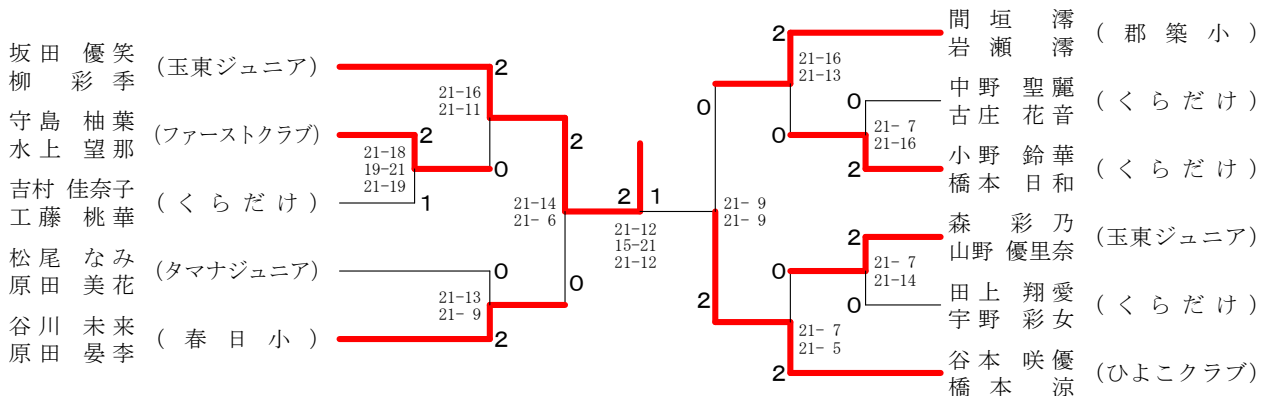 坂田 優笑
柳 彩季
(玉東ジュニア)
2
21-16
21-11
守島 柚葉
水上 望那
(ファーストクラブ)
2
21-18
19-21
21-19
0
吉村 佳奈子
工藤 桃華
(くらだけ)
1
2
21-14
21- 6
松尾 なみ
原田 美花
(タマナジュニア)
0
21-13
21- 9
0
谷川 未来
原田 晏李
(春日小)
2
2
1
21-12
15-21
21-12
間垣 澪
岩瀬 澪
(郡築小)
2
21-16
21-13
0
中野 聖麗
古庄 花音
(くらだけ)
0
21- 7
21-16
0
小野 鈴華
橋本 日和
(くらだけ)
2
21- 9
21- 9
森 彩乃
山野 優里奈
(玉東ジュニア)
2
21- 7
21-14
0
田上 翔愛
宇野 彩女
(くらだけ)
0
2
21- 7
21- 5
谷本 咲優
橋本 涼
(ひよこクラブ)
2